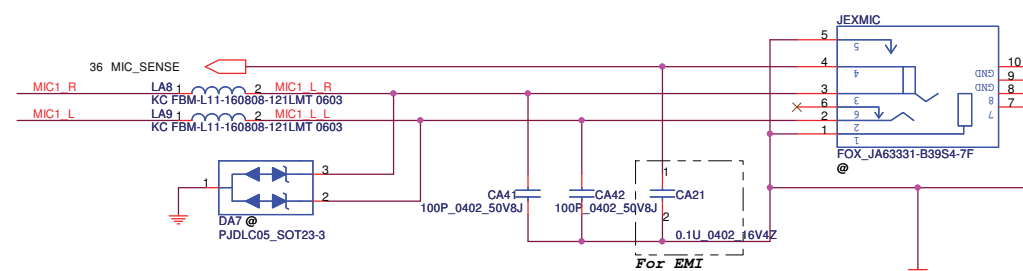 JEXMIC
5
5
36 MIC_SENSE
4
4
10
GND
9
MIC1_R
LA8
1
2
MIC1_L_R
3
3
GND
8
KC FBM-L11-160808-121LMT 0603
6
6
8
7
MIC1_L
LA9
1
2
MIC1_L_L
2
2
7
KC FBM-L11-160808-121LMT 0603
1
1
FOX_JA63331-B39S4-7F
@
3
1
1
2
CA41
CA42
CA21
100P_0402_50V8J
100P_0402_50V8J
2
DA7 @
PJDLC05_SOT23-3
0.1U_0402_16V4Z
For EMI